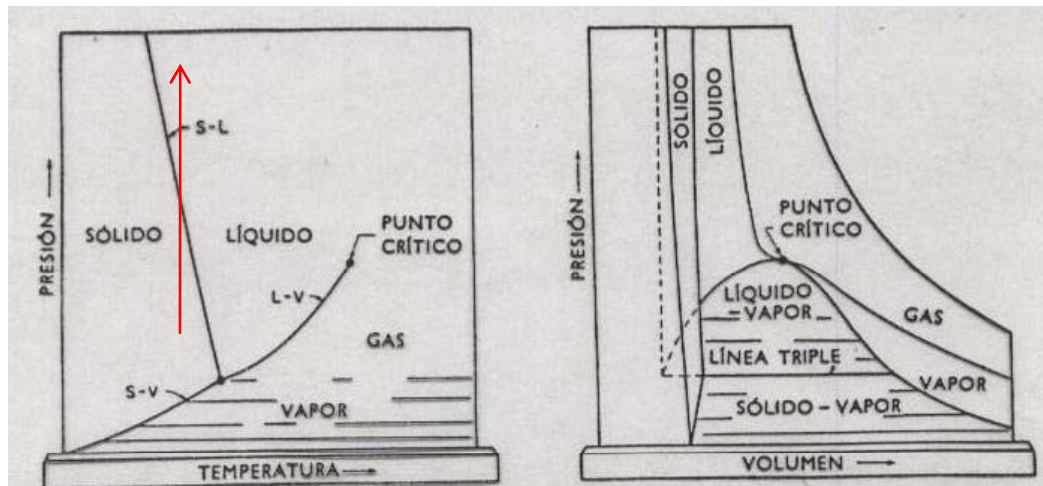 PRESIÓN
S-L
SÓLIDO
LÍQUIDO
PUNTO
CRÍTICO
L-V
GAS
S-V
VAPOR
TEMPERATURA
PRESIÓN
SÓLIDO
LÍQUIDO
PUNTO
CRÍTICO
LÍQUIDO
-VAPOR
GAS
LÍNEA TRIPLE
VAPOR
SÓLIDO-VAPOR
VOLUMEN